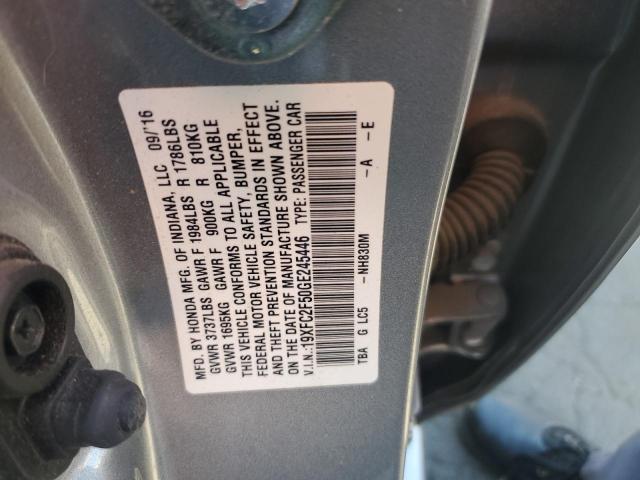 MFD. BY HONDA MFG. OF INDIANA, LLC 09/'16
GVWR 3737LBS GAWR F 1984LBS R 1786LBS
GVWR 1695KG GAWR F 900KG R 810KG
THIS VEHICLE CONFORMS TO ALL APPLICABLE
FEDERAL MOTOR VEHICLE SAFETY, BUMPER,
AND THEFT PREVENTION STANDARDS IN EFFECT
ON THE DATE OF MANUFACTURE SHOWN ABOVE.
V.I.N.:19XFC2F50GE245446 TYPE: PASSENGER CAR
TBA G LC5 -NH830M -A -E